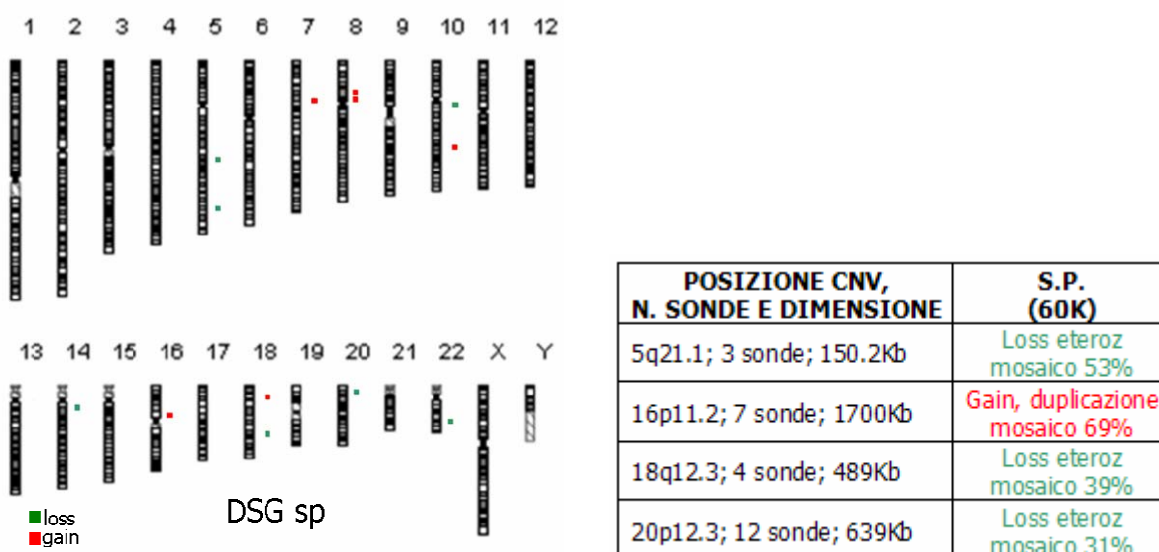 1 2 3 4 5 6 7 8 9 10 11 12
13 14 15 16 17 18 19 20 21 22 X Y
loss
gain
DSG sp
POSIZIONE CNV,
N. SONDE E DIMENSIONE
S.P.
(60K)
5q21.1; 3 sonde; 150.2Kb
Loss eteroz
mosaico 53%
16p11.2; 7 sonde; 1700Kb
Gain, duplicazione
mosaico 69%
18q12.3; 4 sonde; 489Kb
Loss eteroz
mosaico 39%
20p12.3; 12 sonde; 639Kb
Loss eteroz
mosaico 31%